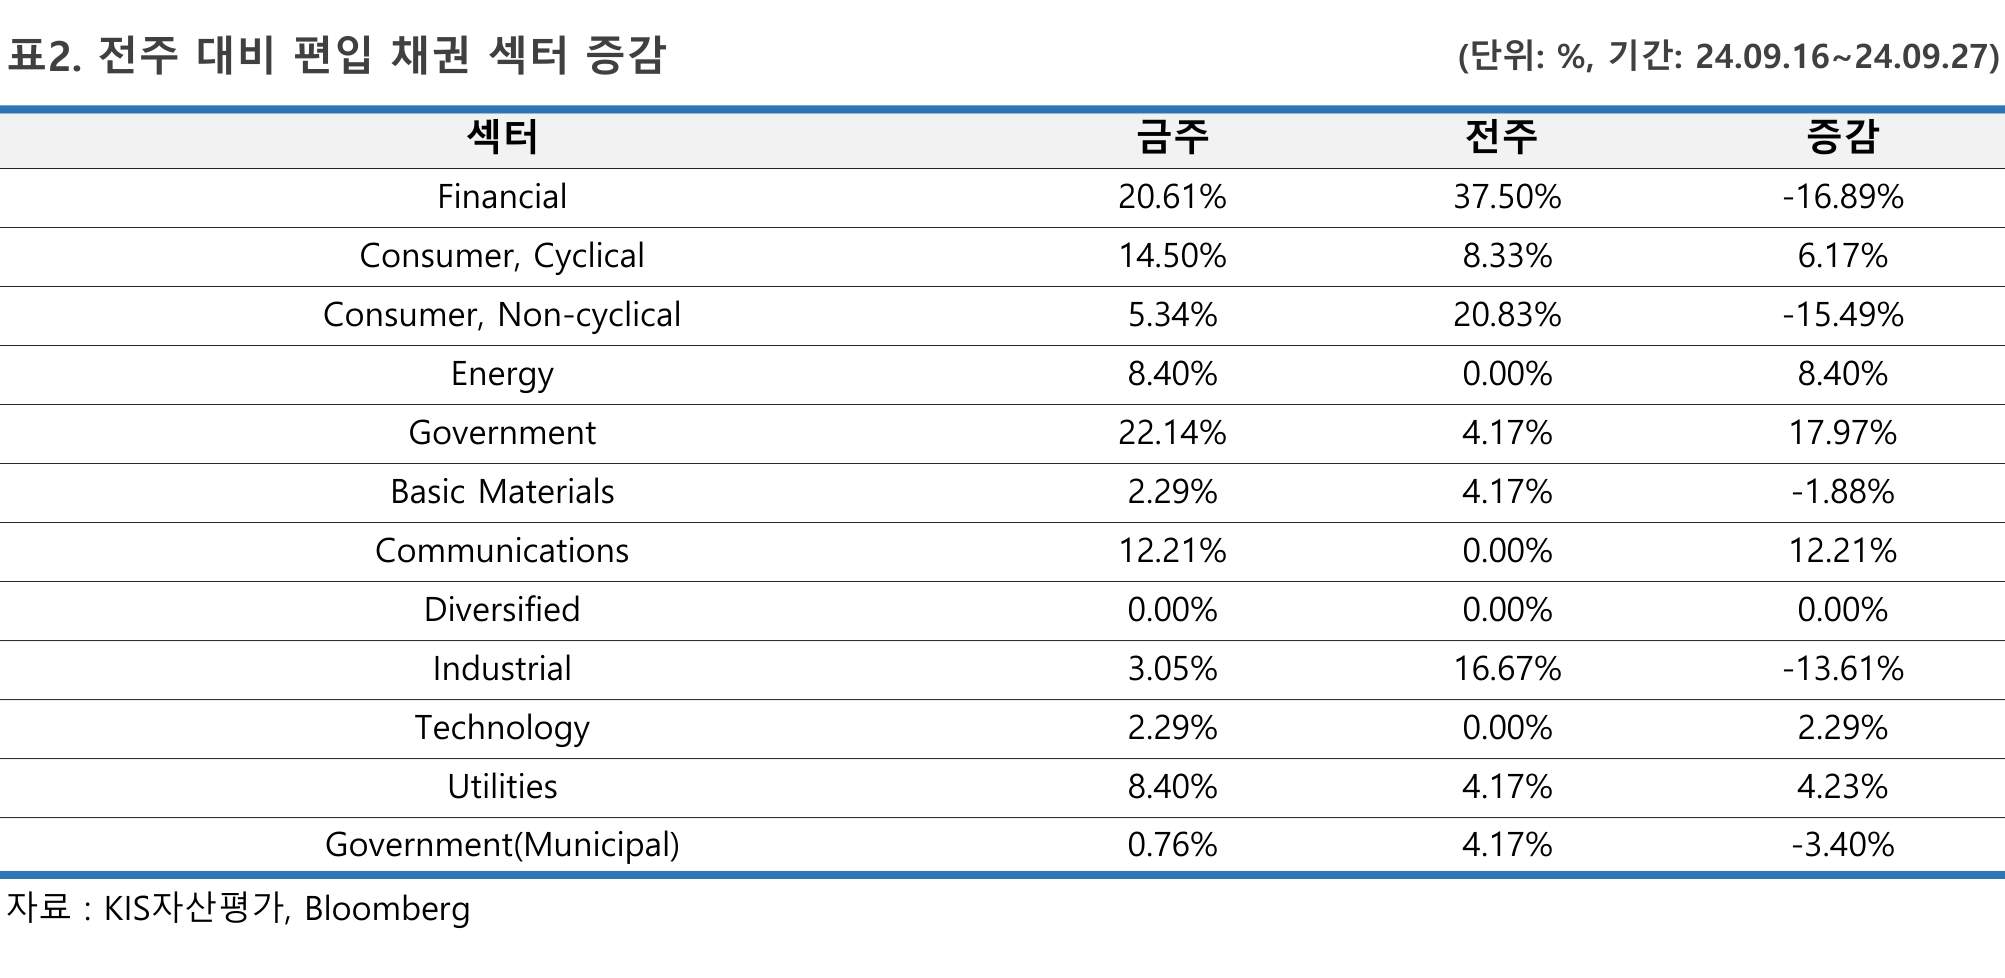 표2. 전주 대비 편입 채권 섹터 증감 (단위: %, 기간: 24.09.16~24.09.27)
섹터 금주 전주 증감
Financial 20.61% 37.50% -16.89%
Consumer, Cyclical 14.50% 8.33% 6.17%
Consumer, Non-cyclical 5.34% 20.83% -15.49%
Energy 8.40% 0.00% 8.40%
Government 22.14% 4.17% 17.97%
Basic Materials 2.29% 4.17% -1.88%
Communications 12.21% 0.00% 12.21%
Diversified 0.00% 0.00% 0.00%
Industrial 3.05% 16.67% -13.61%
Technology 2.29% 0.00% 2.29%
Utilities 8.40% 4.17% 4.23%
Government(Municipal) 0.76% 4.17% -3.40%
자료 : KIS자산평가, Bloomberg